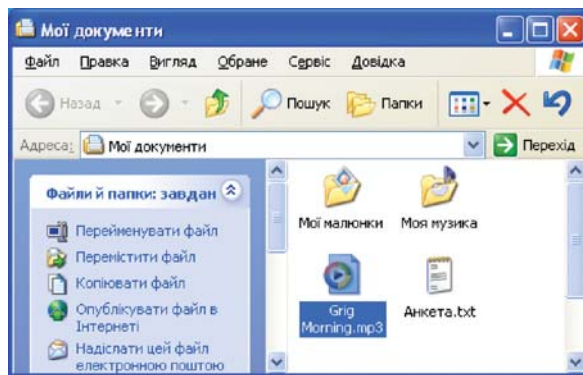 Мої документи
Файл Правка Вигляд Обране Сервіс Довідка
Назад Пошук Папки
Адреса: Мої документи Перехід
Файли й папки: завдан
Перейменувати файл
Перемістити файл
Копіювати файл
Опублікувати файл в
Інтернеті
Надіслати цей файл
електронною поштою
Мої малюнки Моя музика
Grig
Morning.mp3
Анкета.txt